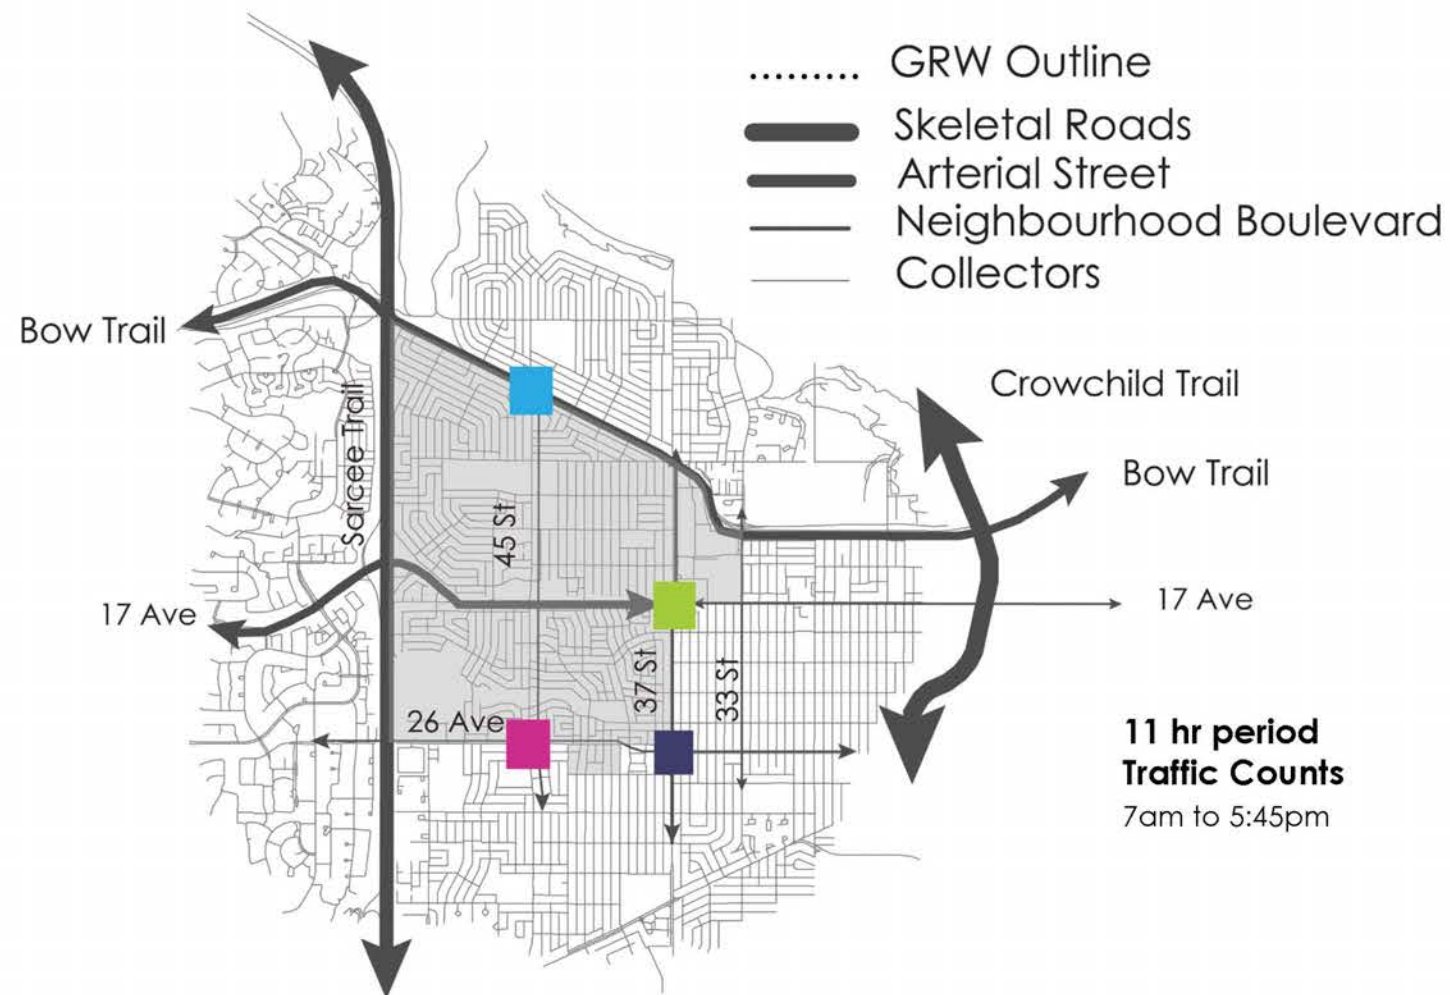 GRW Outline
Skeletal Roads
Arterial Street
Neighbourhood Boulevard
Collectors
Bow Trail
Crowchild Trail
Sarcee Trail
Bow Trail
45 St
17 Ave
17 Ave
37 St
33 St
26 Ave
11 hr period
Traffic Counts
7am to 5:45pm